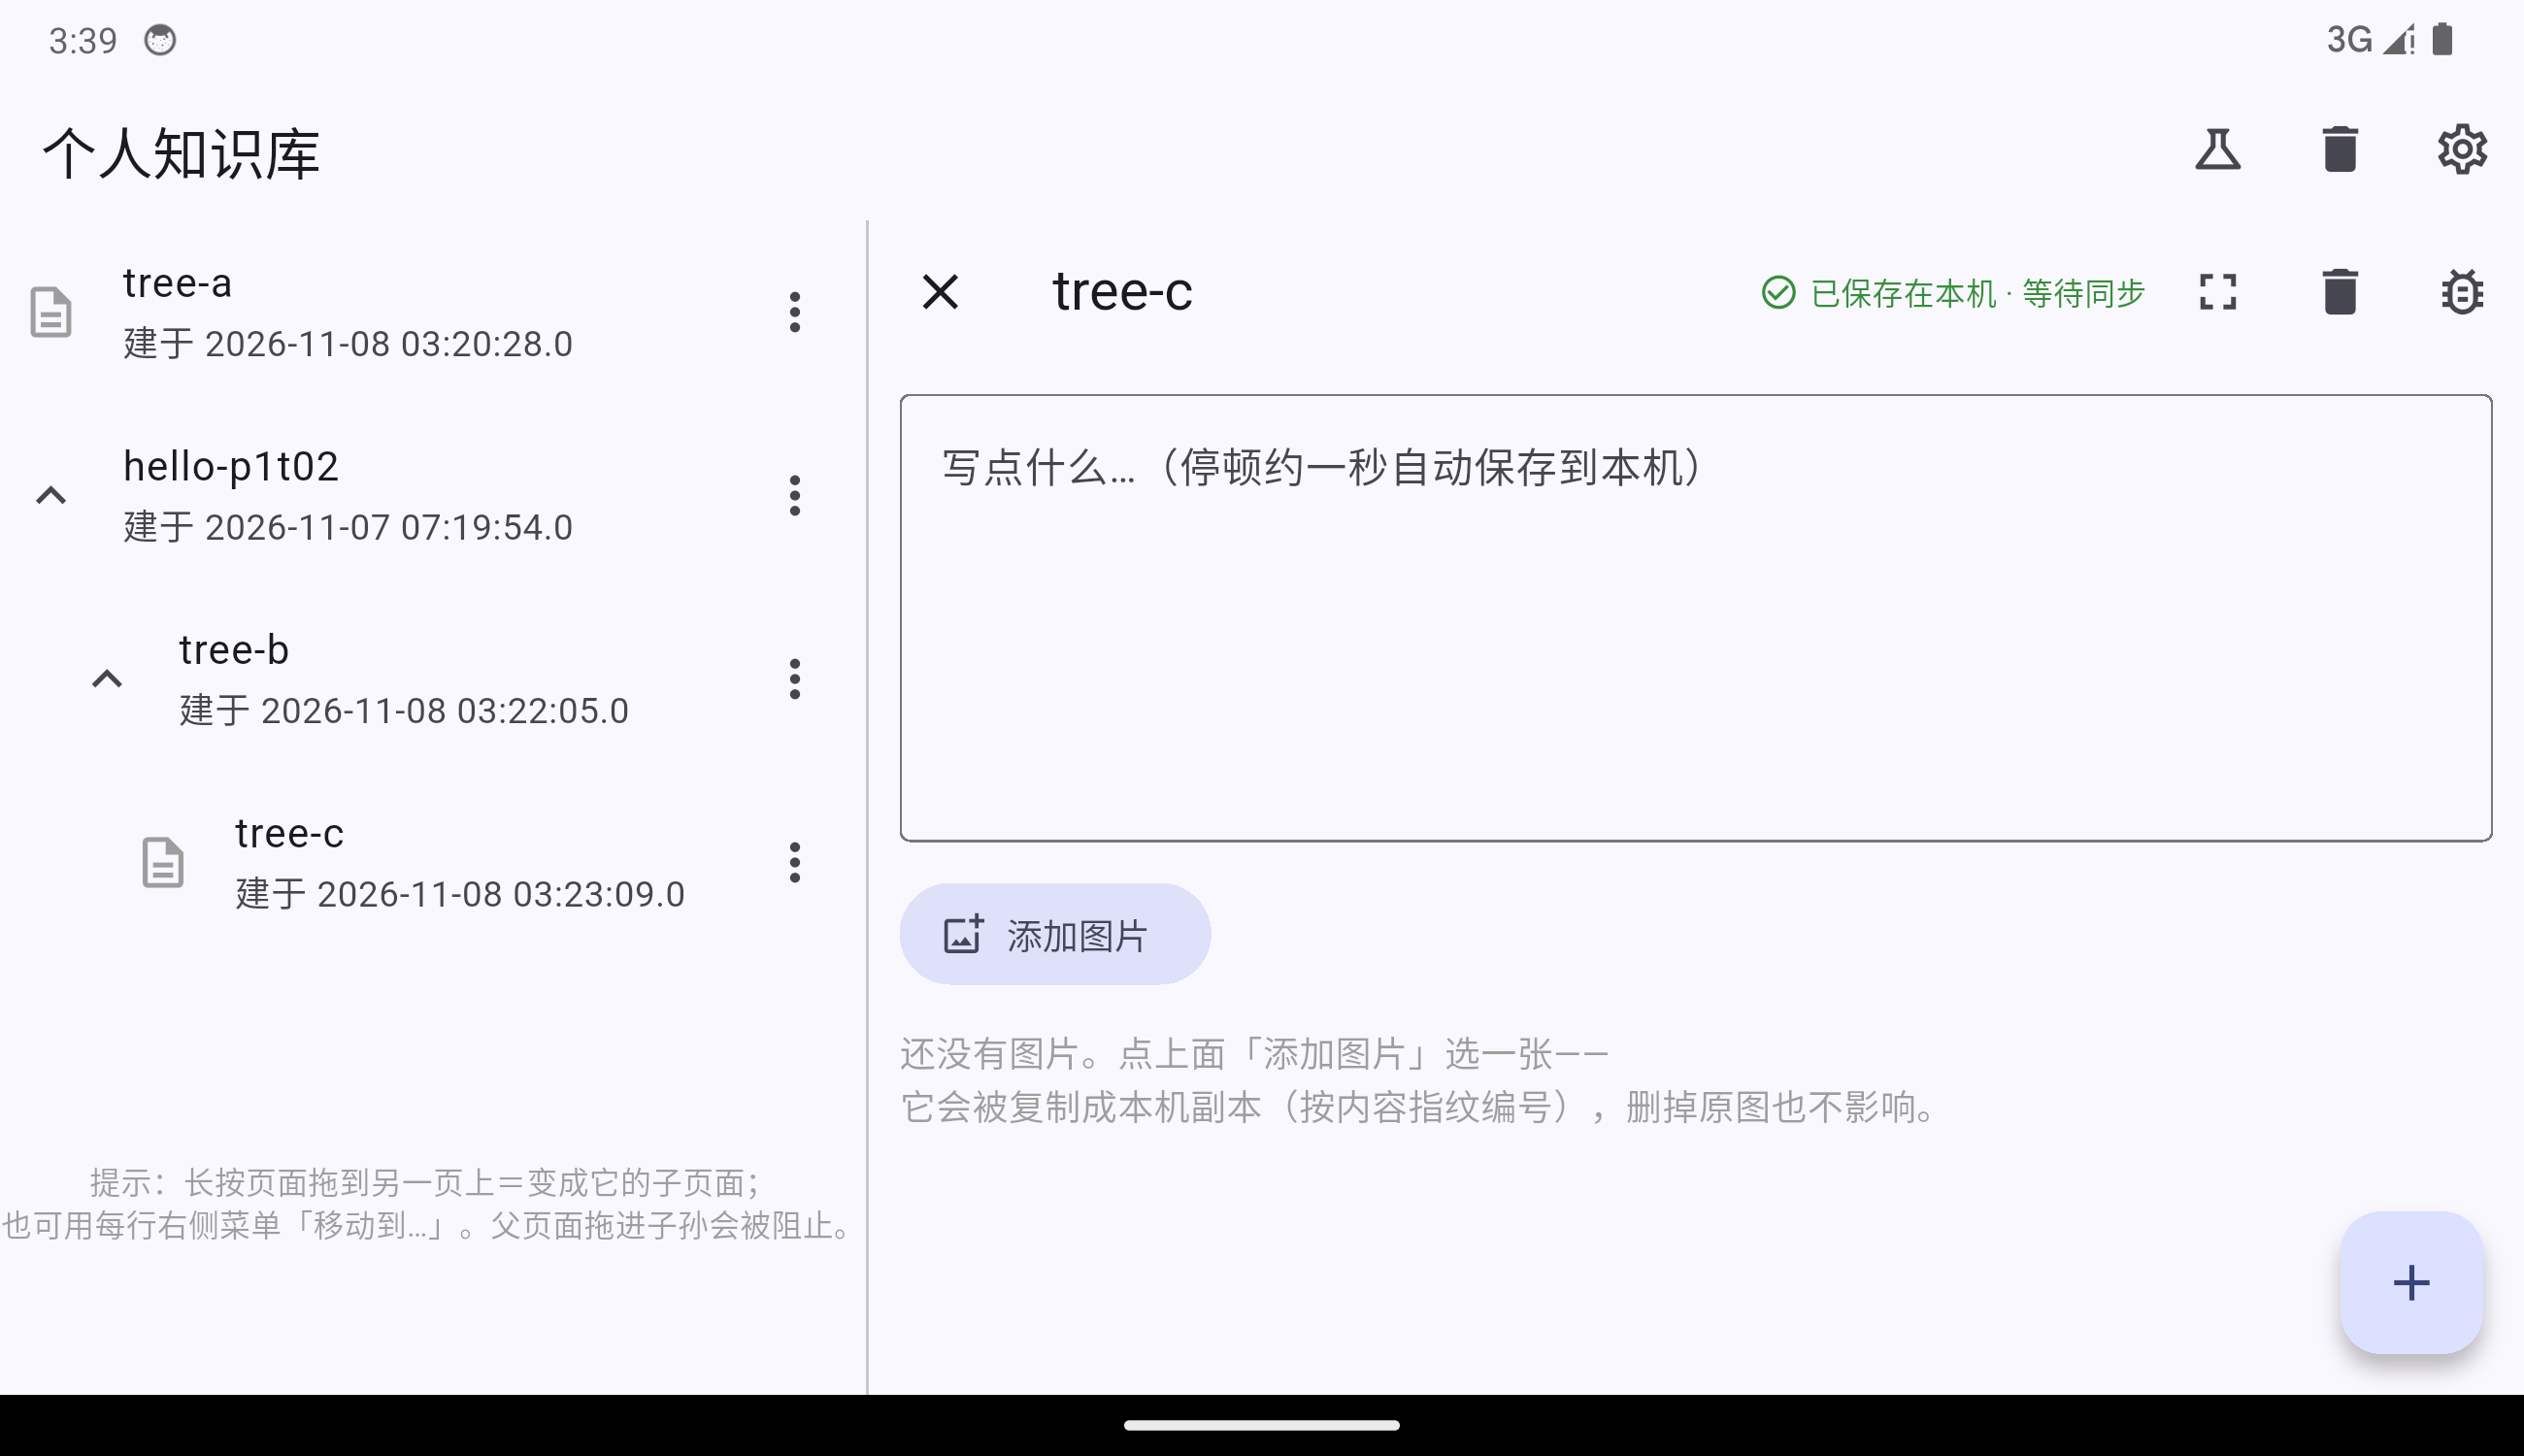 3:39
3G
个人知识库
tree-a
建于 2026-11-08 03:20:28.0
hello-p1t02
建于 2026-11-07 07:19:54.0
tree-b
建于 2026-11-08 03:22:05.0
tree-c
建于 2026-11-08 03:23:09.0
提示：长按页面拖到另一页上＝变成它的子页面；
也可用每行右侧菜单「移动到…」。父页面拖进子孙会被阻止。
tree-c
已保存在本机 · 等待同步
写点什么…（停顿约一秒自动保存到本机）
添加图片
还没有图片。点上面「添加图片」选一张——
它会被复制成本机副本（按内容指纹编号），删掉原图也不影响。